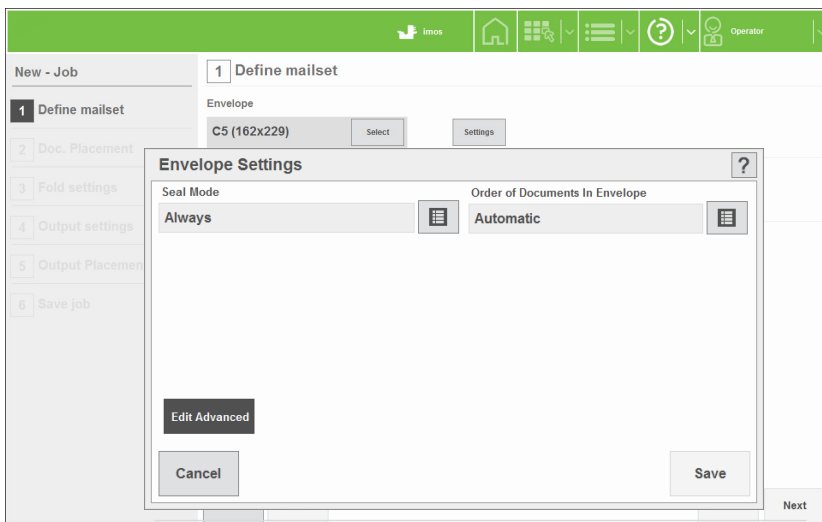 imos
Operator
New - Job
1 Define mailset
1 Define mailset
2 Doc. Placement
3 Fold settings
4 Output settings
5 Output Placemen
6 Save job
Envelope
C5 (162x229)
Select
Settings
Envelope Settings
?
Seal Mode
Always
Order of Documents In Envelope
Automatic
Edit Advanced
Cancel
Save
Next